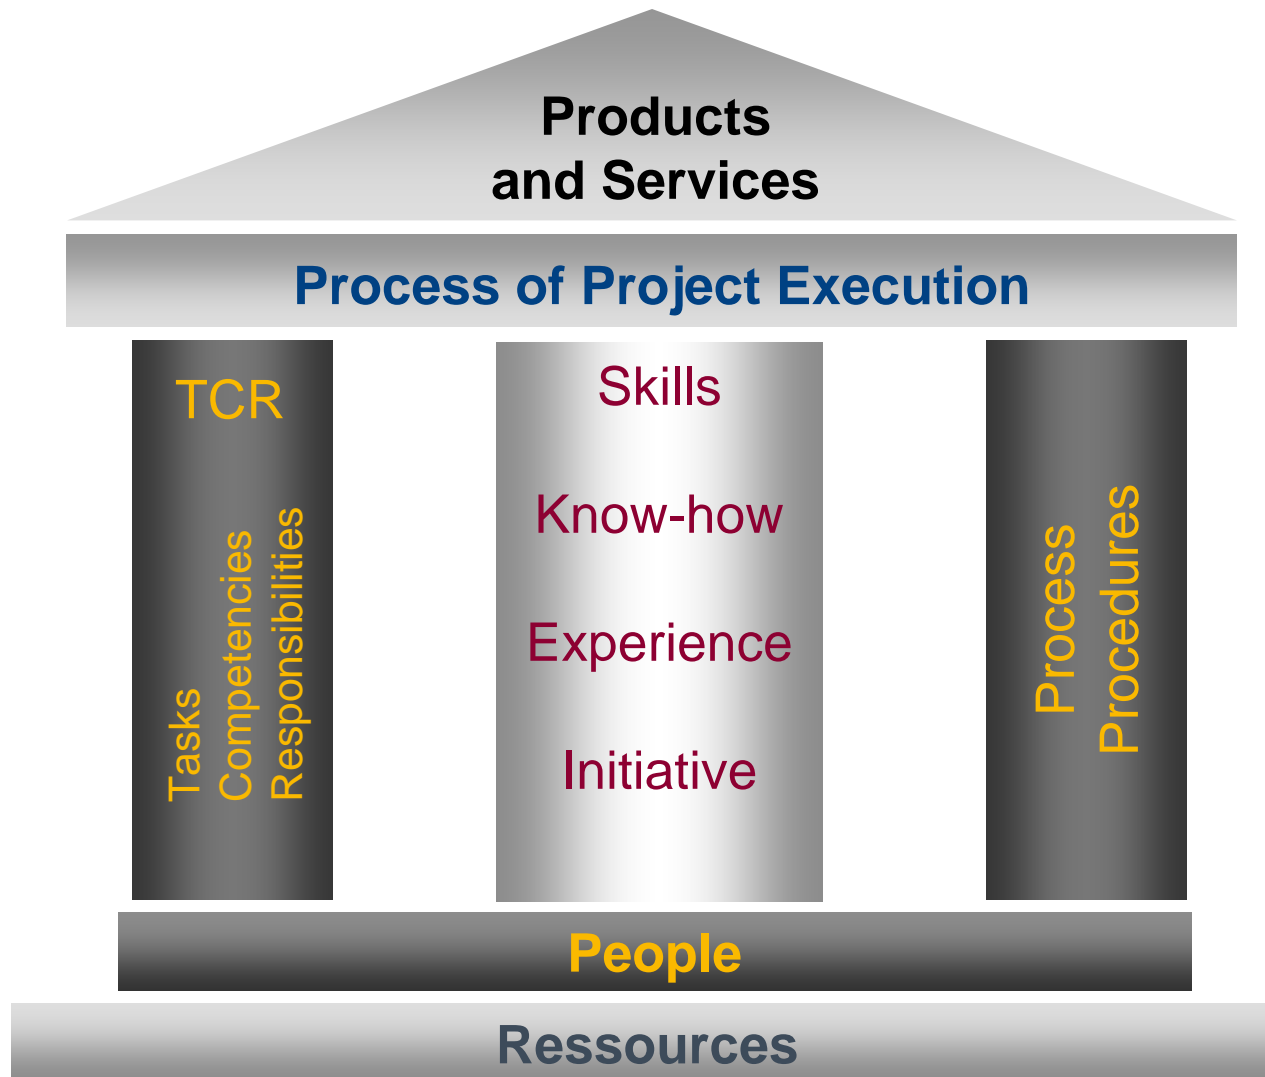 Products
and Services
Process of Project Execution
TCR
Tasks
Competencies
Responsibilities
Skills
Know-how
Experience
Initiative
Process
Procedures
People
Ressources